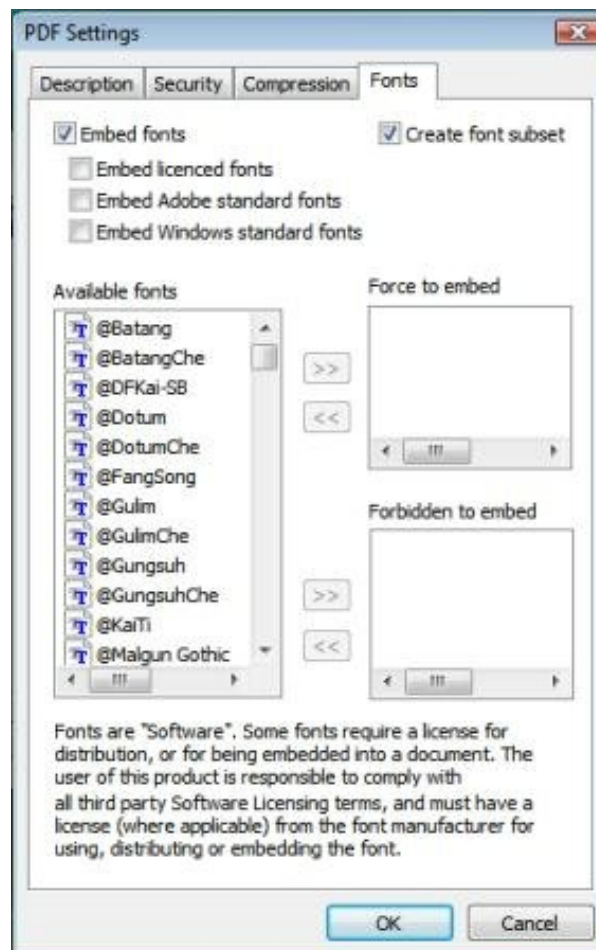 PDF Settings
Description Security Compression Fonts
Embed fonts Create font subset
Embed licenced fonts
Embed Adobe standard fonts
Embed Windows standard fonts
Available fonts
Force to embed
@Batang
@BatangChe
@DFKai-SB
@Dotum
@DotumChe
@FangSong
@Gulim
@GulimChe
@Gungsuh
@GungsuhChe
@KaiTi
@Malgun Gothic
>>
<<
Forbidden to embed
>>
<<
Fonts are "Software". Some fonts require a license for
distribution, or for being embedded into a document. The
user of this product is responsible to comply with
all third party Software Licensing terms, and must have a
license (where applicable) from the font manufacturer for
using, distributing or embedding the font.
OK Cancel